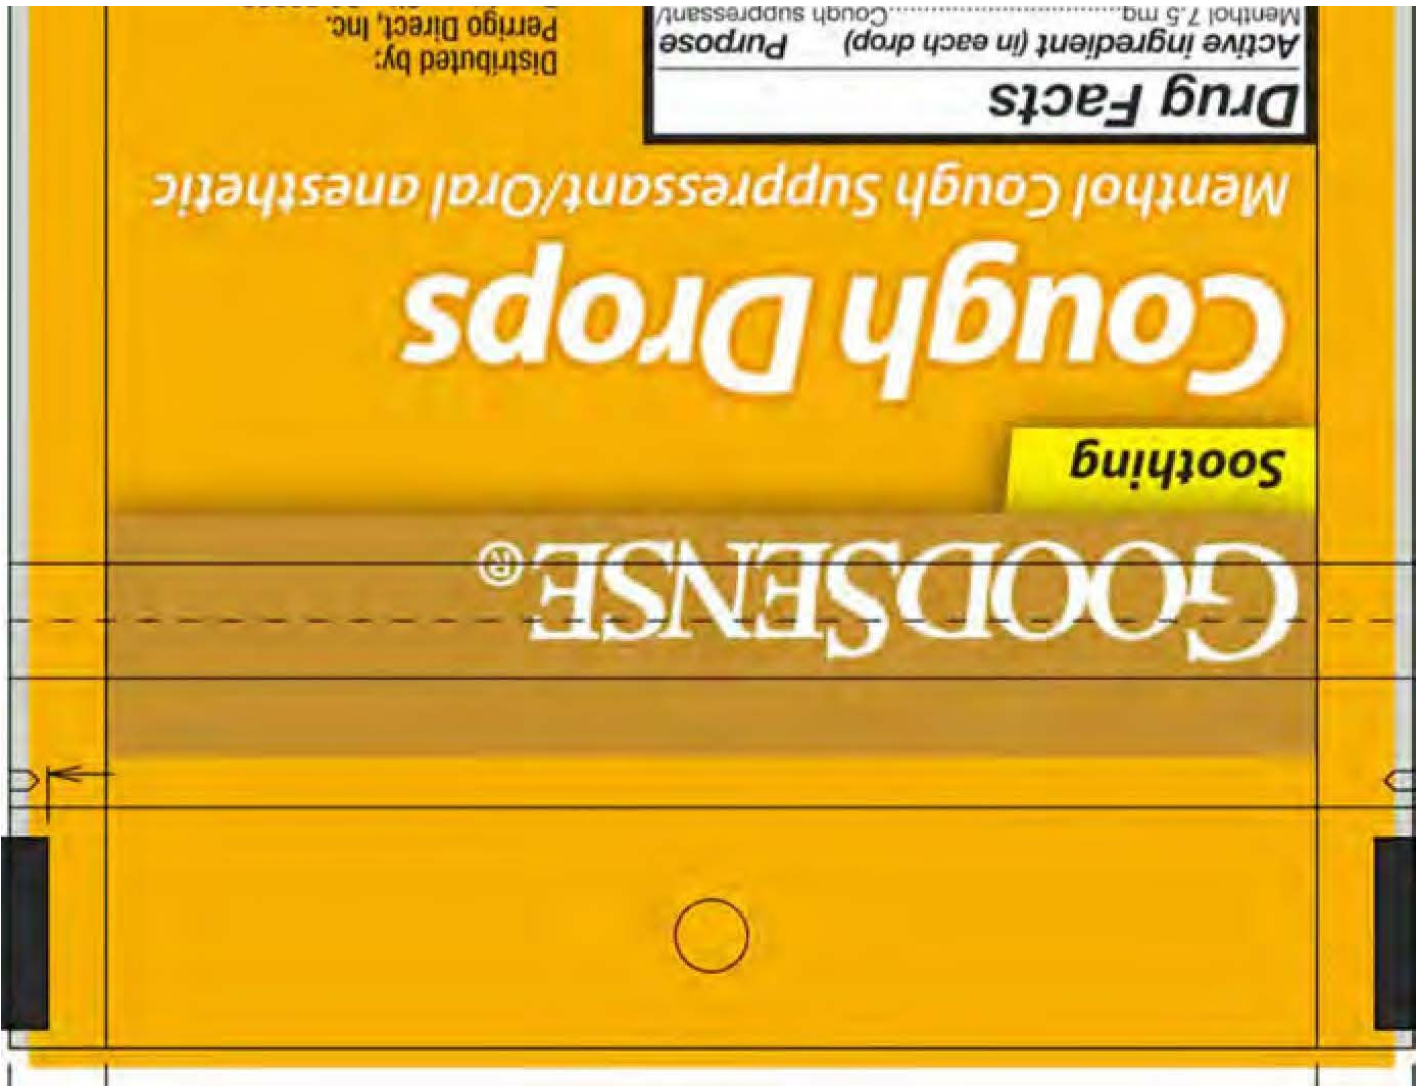 GOODSENSE®
Soothing
Cough Drops
Menthol Cough Suppressant/Oral anesthetic
Drug Facts
Active ingredient (in each drop) Purpose
Menthol 7.5 mg..........................................Cough suppressant/
Distributed by:
Perrigo Direct, Inc.